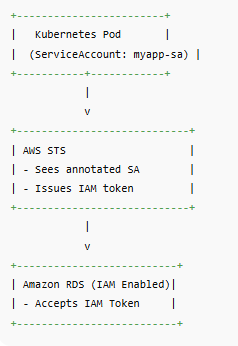 +------------------------+
|   Kubernetes Pod       |
|  (ServiceAccount: myapp-sa) |
+-----------+------------+
            |
            v
+----------------------------+
| AWS STS                    |
| - Sees annotated SA        |
| - Issues IAM token         |
+----------------------------+
            |
            v
+--------------------------+
| Amazon RDS (IAM Enabled)|
| - Accepts IAM Token     |
+--------------------------+